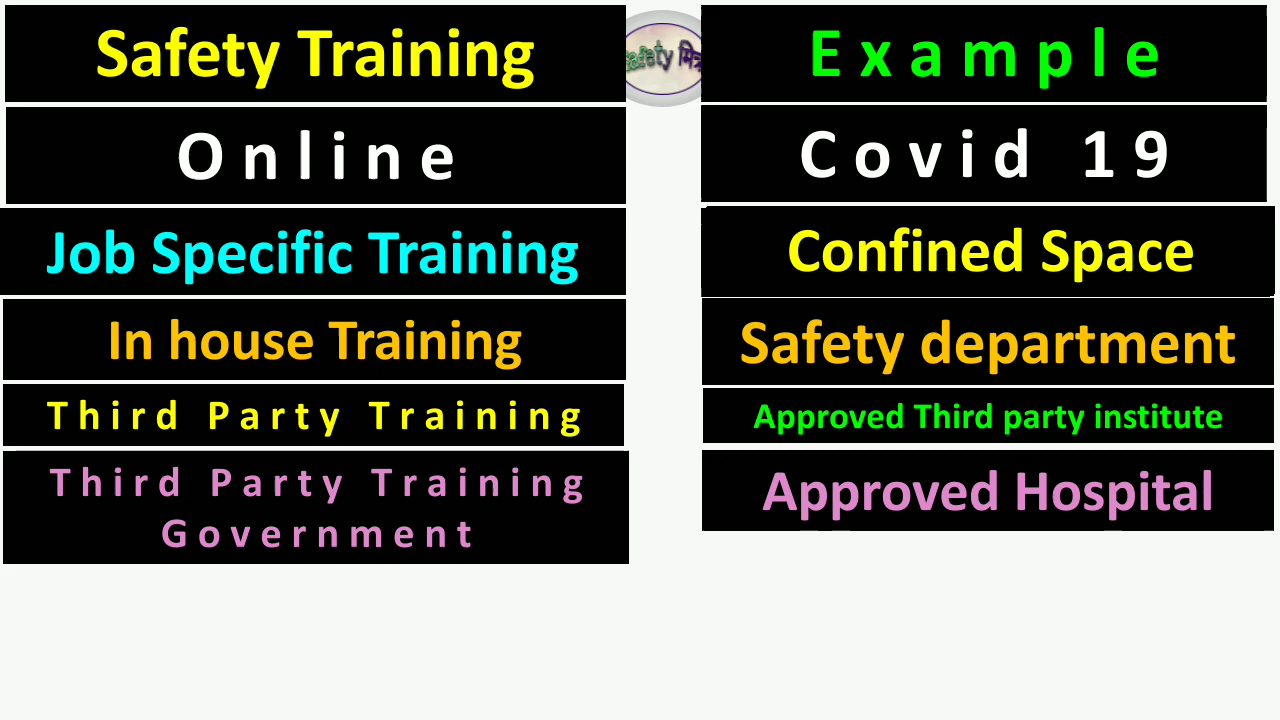 Safety Training
Safety मित्र
Example
Online
Covid 19
Job Specific Training
Confined Space
In house Training
Safety department
Third Party Training
Approved Third party institute
Third Party Training
Government
Approved Hospital